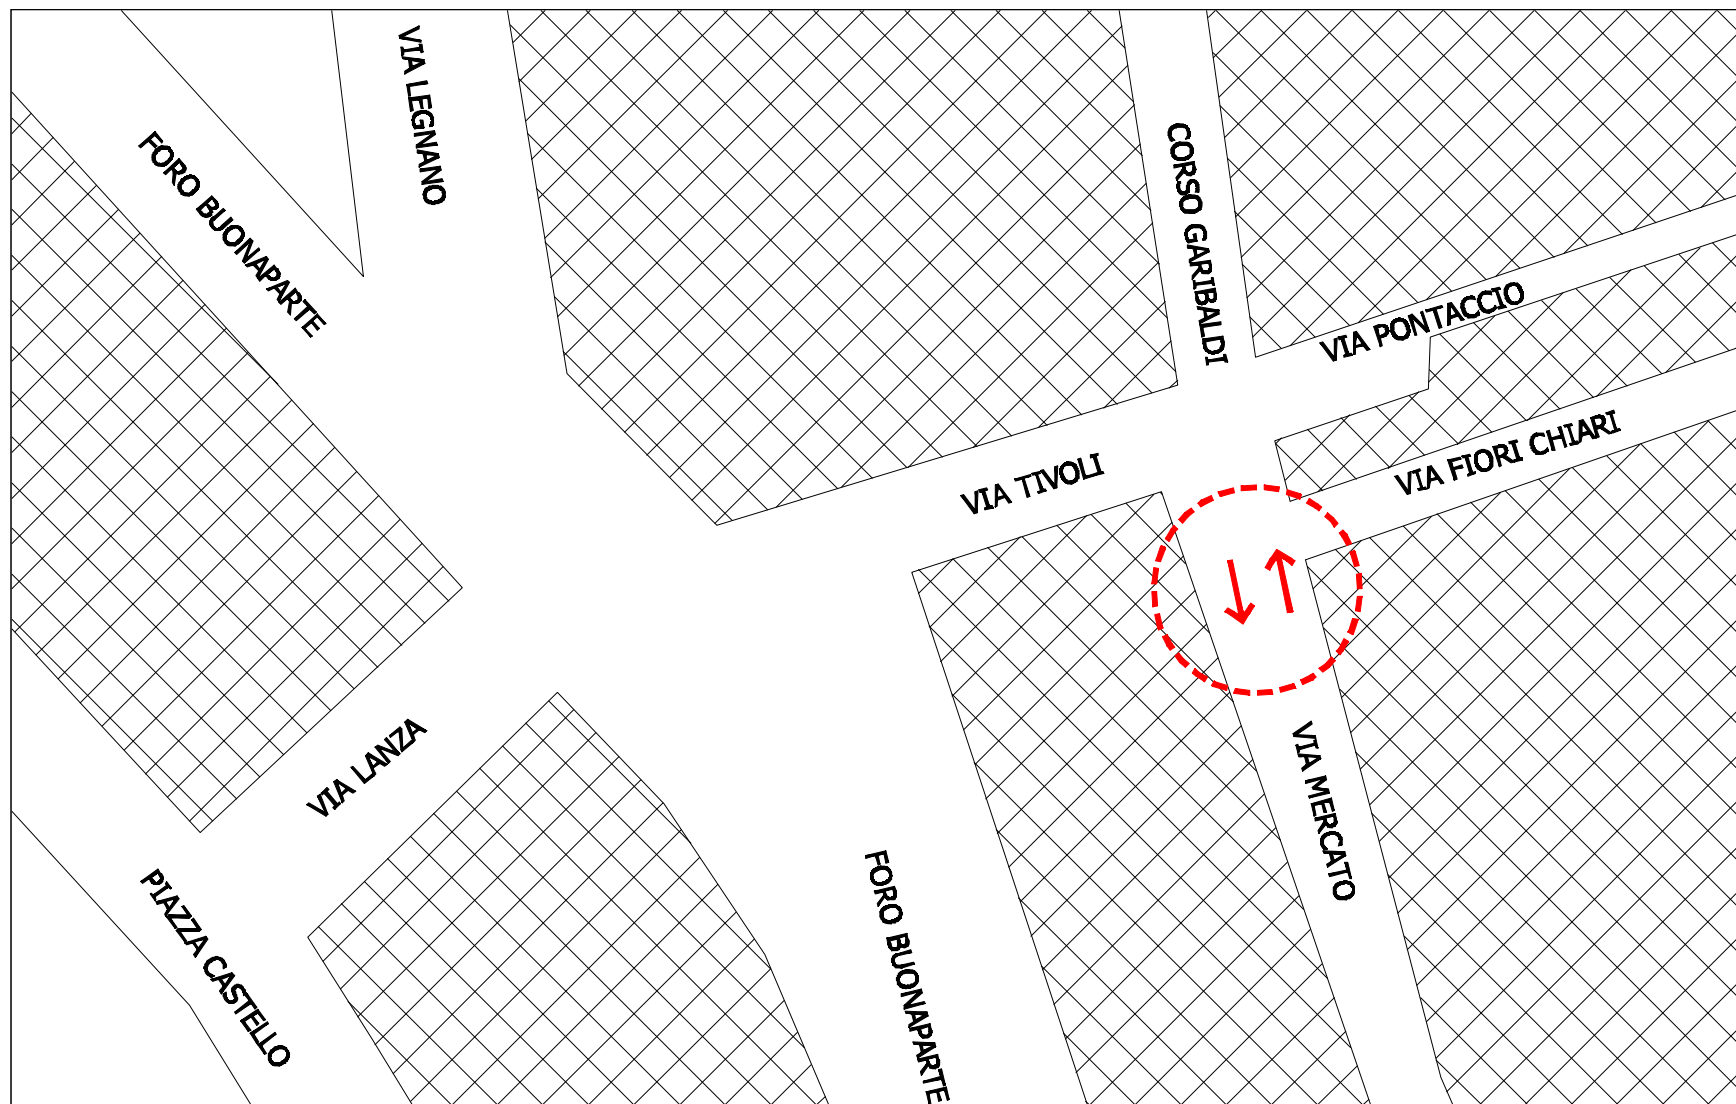 VIA LEGNANO
FORO BUONAPARTE
CORSO GARIBALDI
VIA PONTACCIO
VIA FIORI CHIARI
VIA TIVOLI
VIA LANZA
VIA MERCATO
PIAZZA CASTELLO
FORO BUONAPARTE